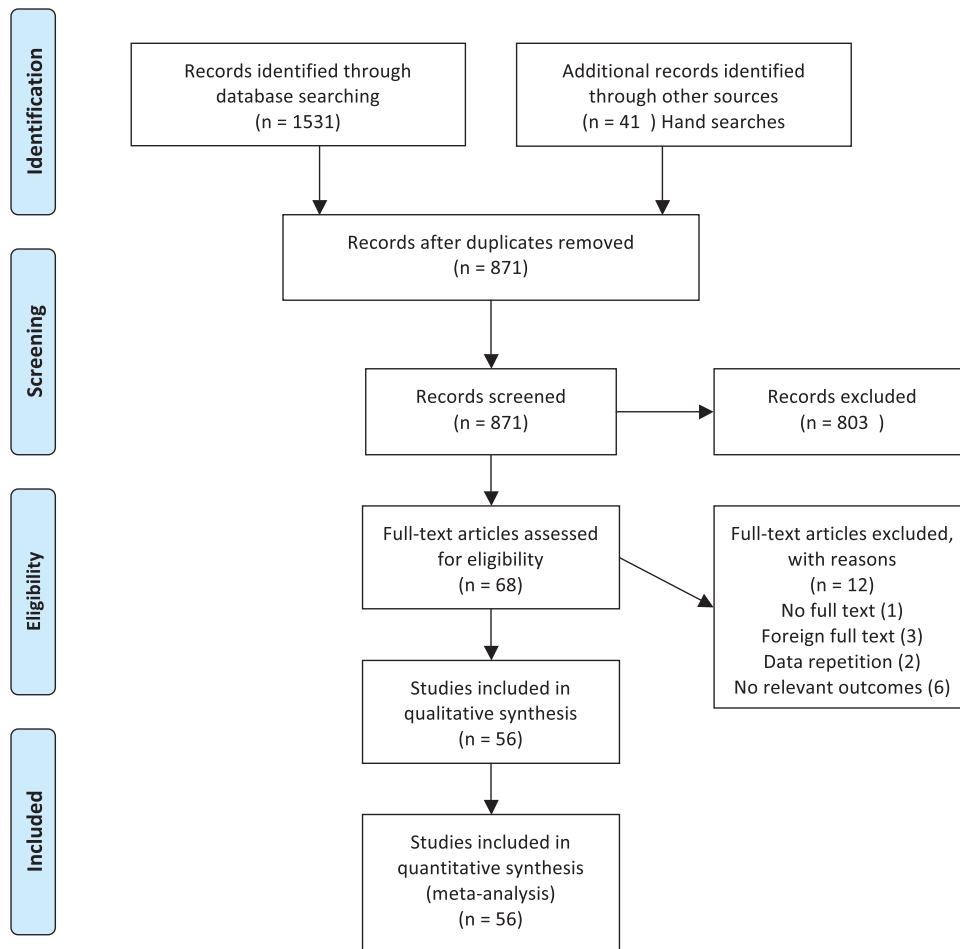 Identification
Records identified through
database searching
(n = 1531)
Additional records identified
through other sources
(n = 41   ) Hand searches
Records after duplicates removed
(n = 871)
Screening
Records screened
(n = 871)
Records excluded
(n = 803   )
Eligibility
Full-text articles assessed
for eligibility
(n = 68)
Full-text articles excluded,
with reasons
(n = 12)
No full text (1)
Foreign full text (3)
Data repetition (2)
No relevant outcomes (6)
Studies included in
qualitative synthesis
(n = 56)
Included
Studies included in
quantitative synthesis
(meta-analysis)
(n = 56)